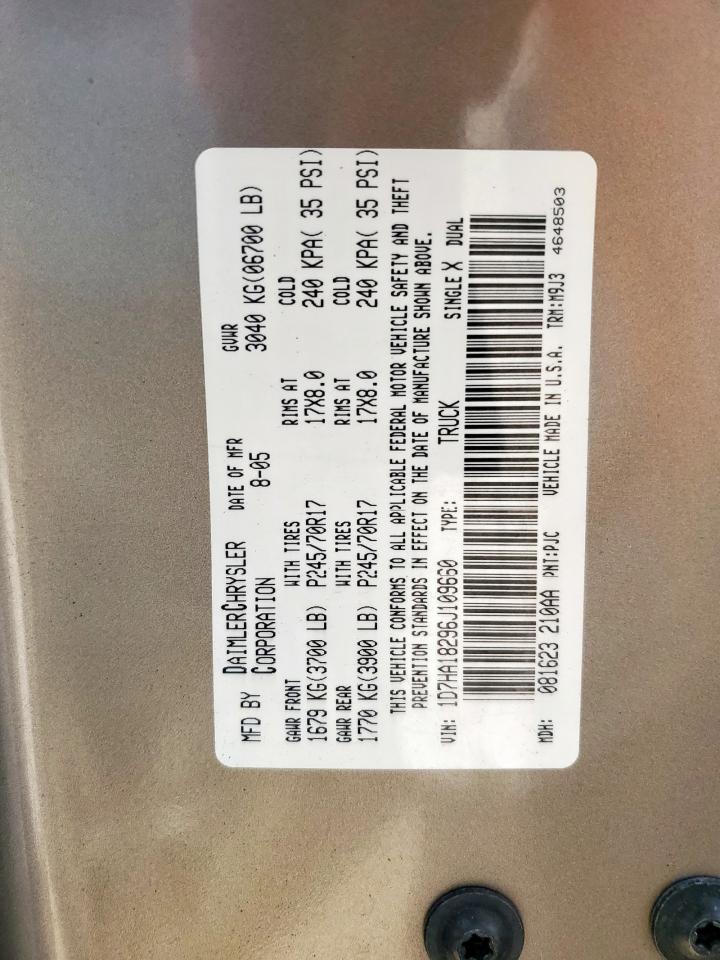 MFD BY DAIMLERCHRYSLER CORPORATION DATE OF MFR 8-05 GVWR 3040 KG(06700 LB)
GAWR FRONT WITH TIRES RIMS AT COLD
1679 KG(3700 LB) P245/70R17 17X8.0 240 KPA( 35 PSI)
GAWR REAR WITH TIRES RIMS AT COLD
1770 KG(3900 LB) P245/70R17 17X8.0 240 KPA( 35 PSI)
THIS VEHICLE CONFORMS TO ALL APPLICABLE FEDERAL MOTOR VEHICLE SAFETY AND THEFT
PREVENTION STANDARDS IN EFFECT ON THE DATE OF MANUFACTURE SHOWN ABOVE.
VIN: 1D7HA18296J109660 TYPE: TRUCK SINGLE X DUAL
MDH: 081623 210AA PNT:PJC VEHICLE MADE IN U.S.A. TRM:M9J3 4648503